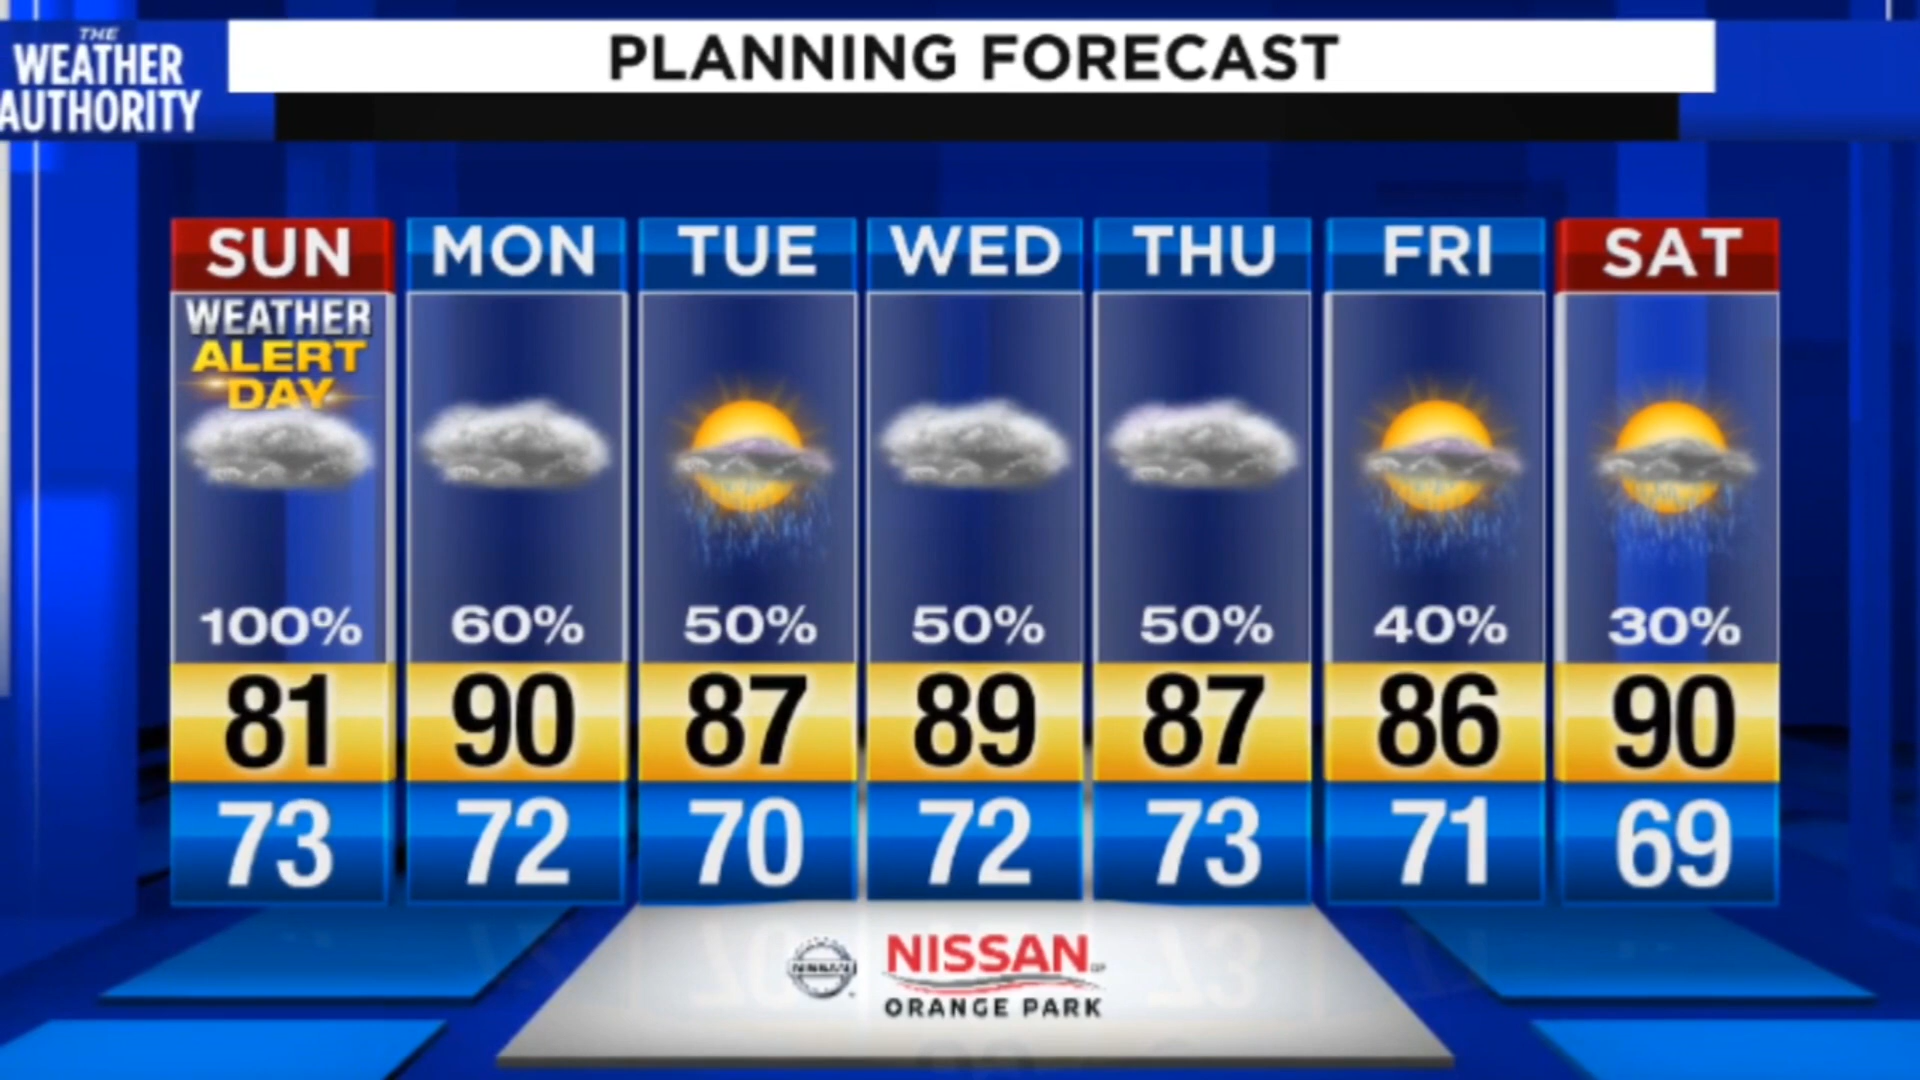 THE
WEATHER
AUTHORITY
PLANNING FORECAST
SUN MON TUE WED THU FRI SAT
WEATHER
ALERT
DAY
100% 60% 50% 50% 50% 40% 30%
81 90 87 89 87 86 90
73 72 70 72 73 71 69
NISSAN
NISSAN OF
ORANGE PARK